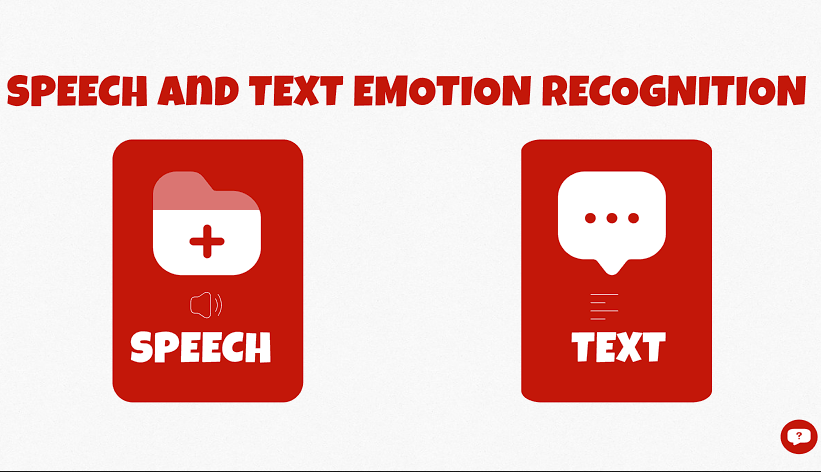 SPEECH AND TEXT EMOTION RECOGNITION
SPEECH
TEXT
?